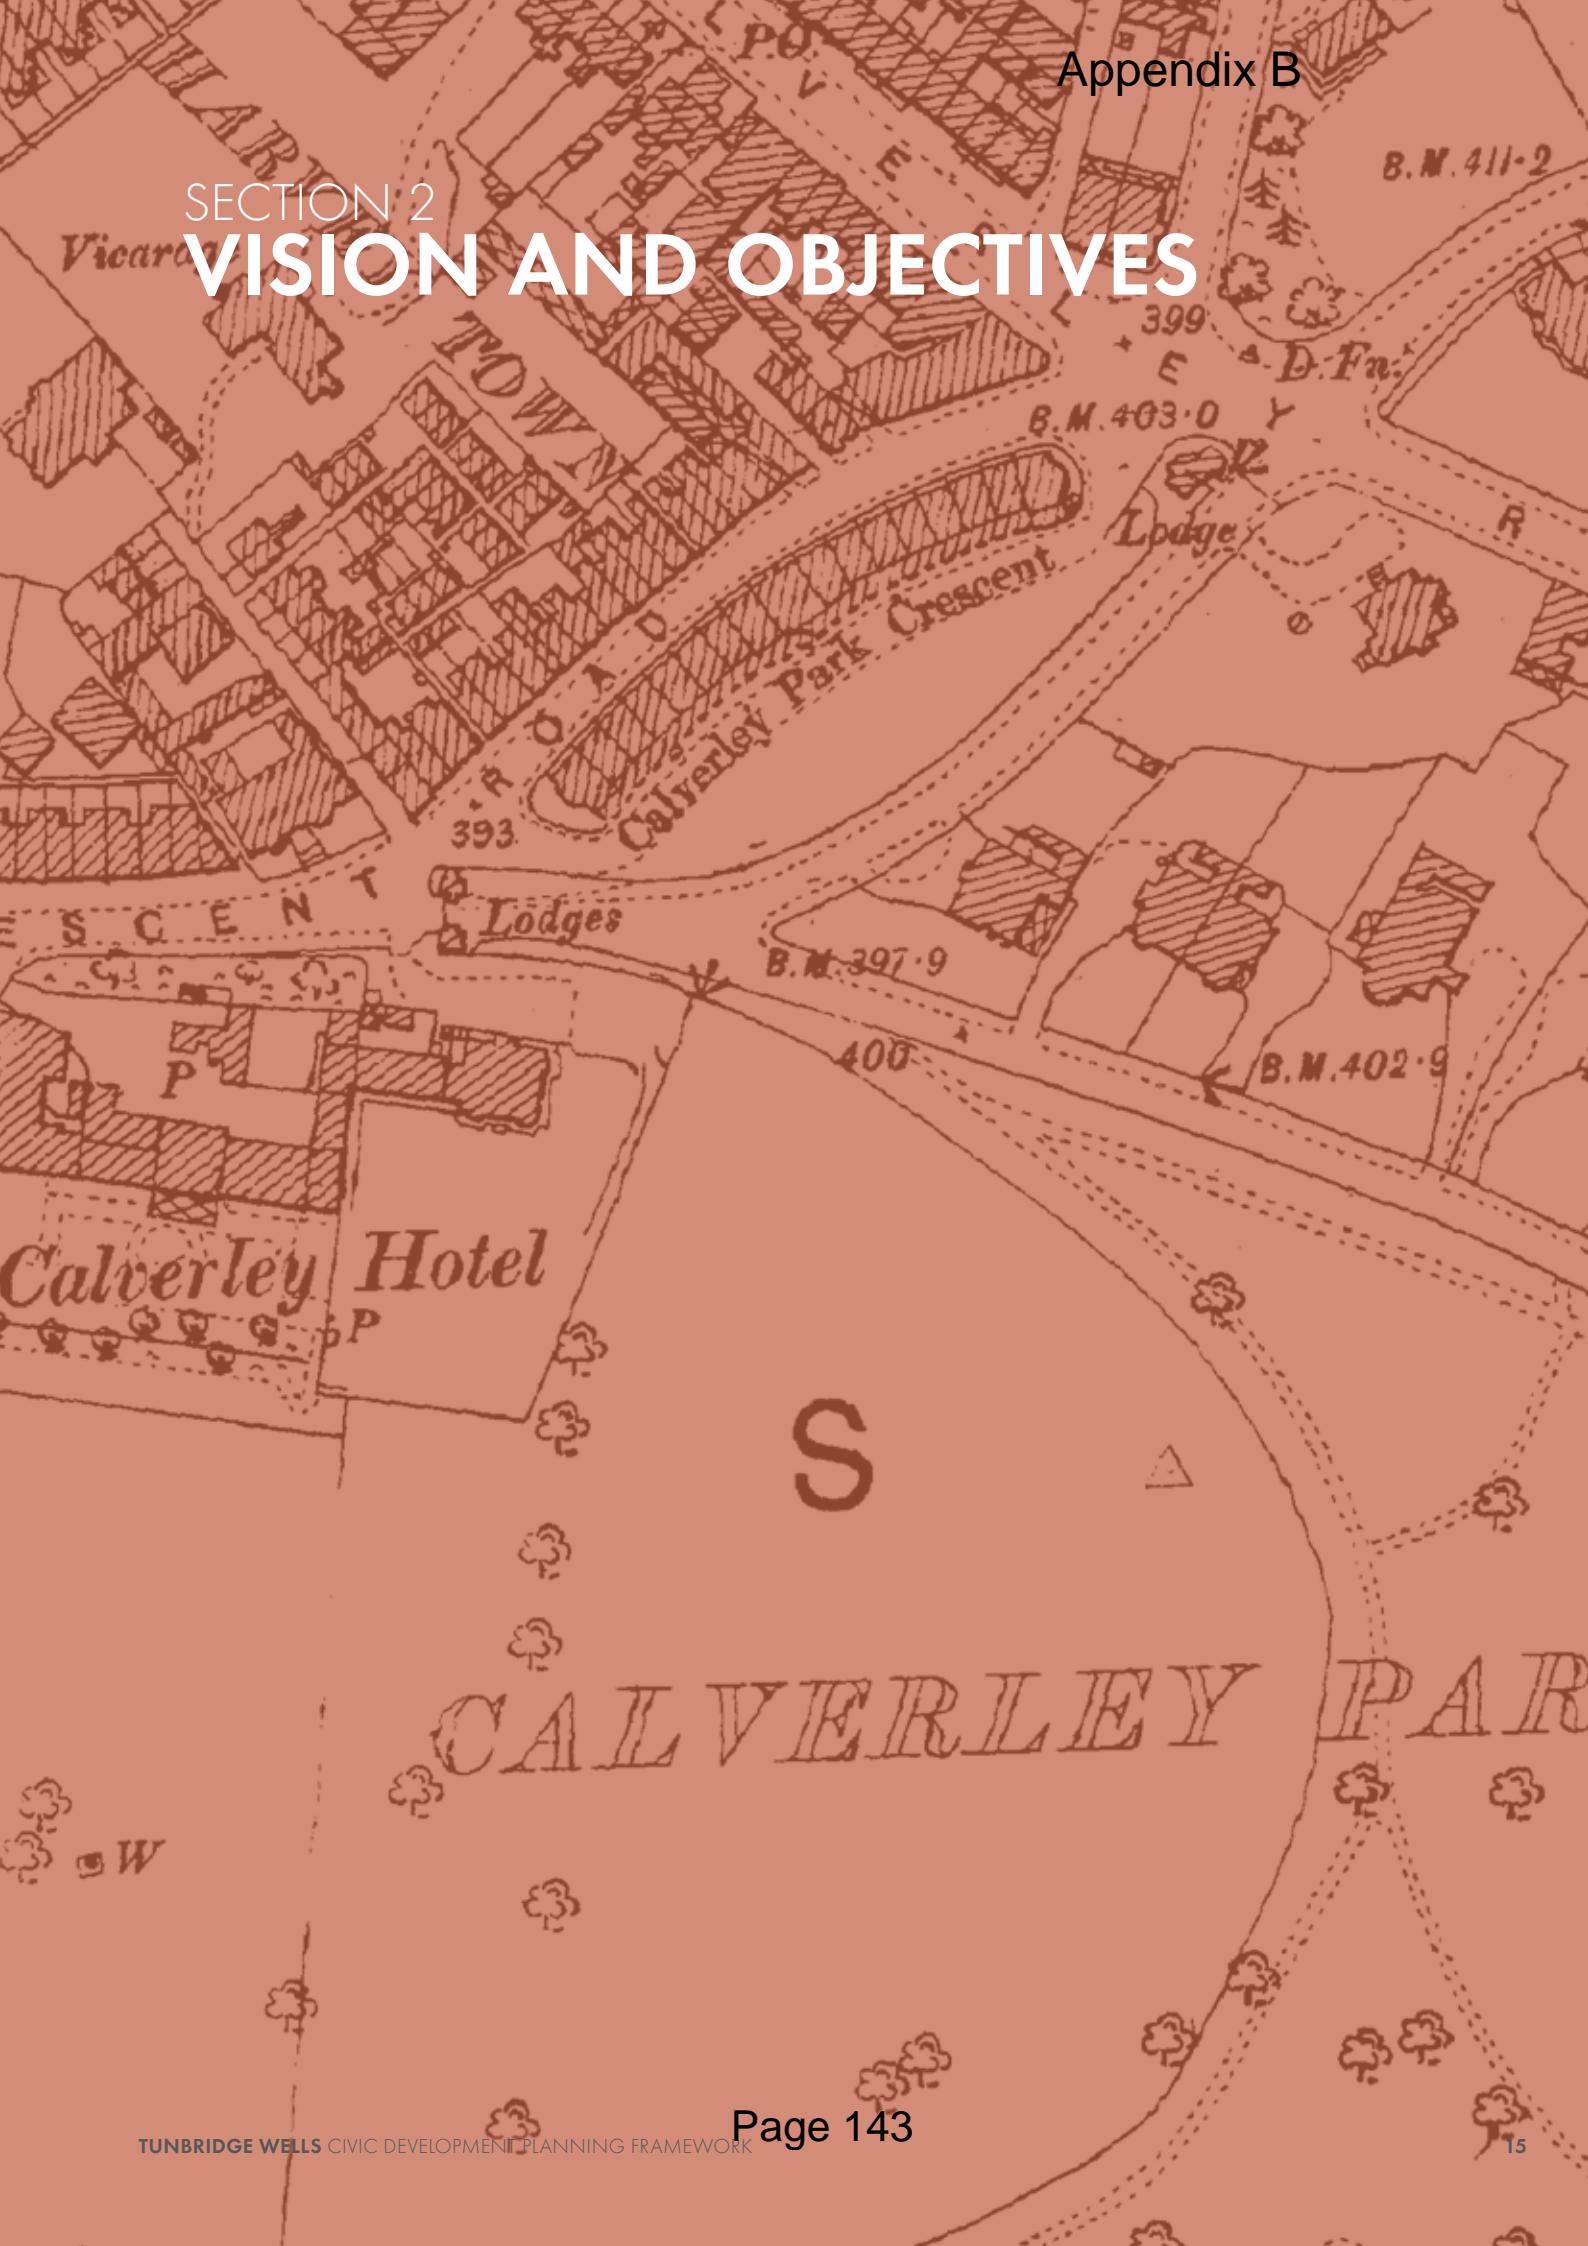 Appendix B
SECTION 2
VISION AND OBJECTIVES
B.M.411·2
399
D.Fn.
TOWN
B.M.403·0
Lodge
R
ROAD
Calverley Park Crescent
393
ESCENT
Lodges
B.M.397·9
400
B.M.402·9
P
Calverley Hotel
P
S
CALVERLEY PAR
W
Page 143
TUNBRIDGE WELLS CIVIC DEVELOPMENT PLANNING FRAMEWORK
15